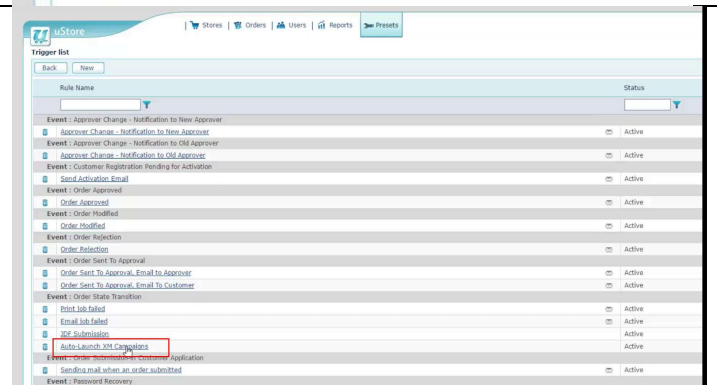 uStore
Stores | Orders | Users | Reports Presets
Trigger list
Back New
Rule Name Status
Event : Approver Change - Notification to New Approver
Approver Change - Notification to New Approver Active
Event : Approver Change - Notification to Old Approver
Approver Change - Notification to Old Approver Active
Event : Customer Registration Pending for Activation
Send Activation Email Active
Event : Order Approved
Order Approved Active
Event : Order Modified
Order Modified Active
Event : Order Rejection
Order Rejection Active
Event : Order Sent To Approval
Order Sent To Approval, Email to Approver Active
Order Sent To Approval, Email To Customer Active
Event : Order State Transition
Print Job failed Active
Email job failed Active
JDF Submission Active
Auto-Launch XM Campaigns Active
Event : Order Submission in Customer Application
Sending mail when an order submitted Active
Event : Password Recovery